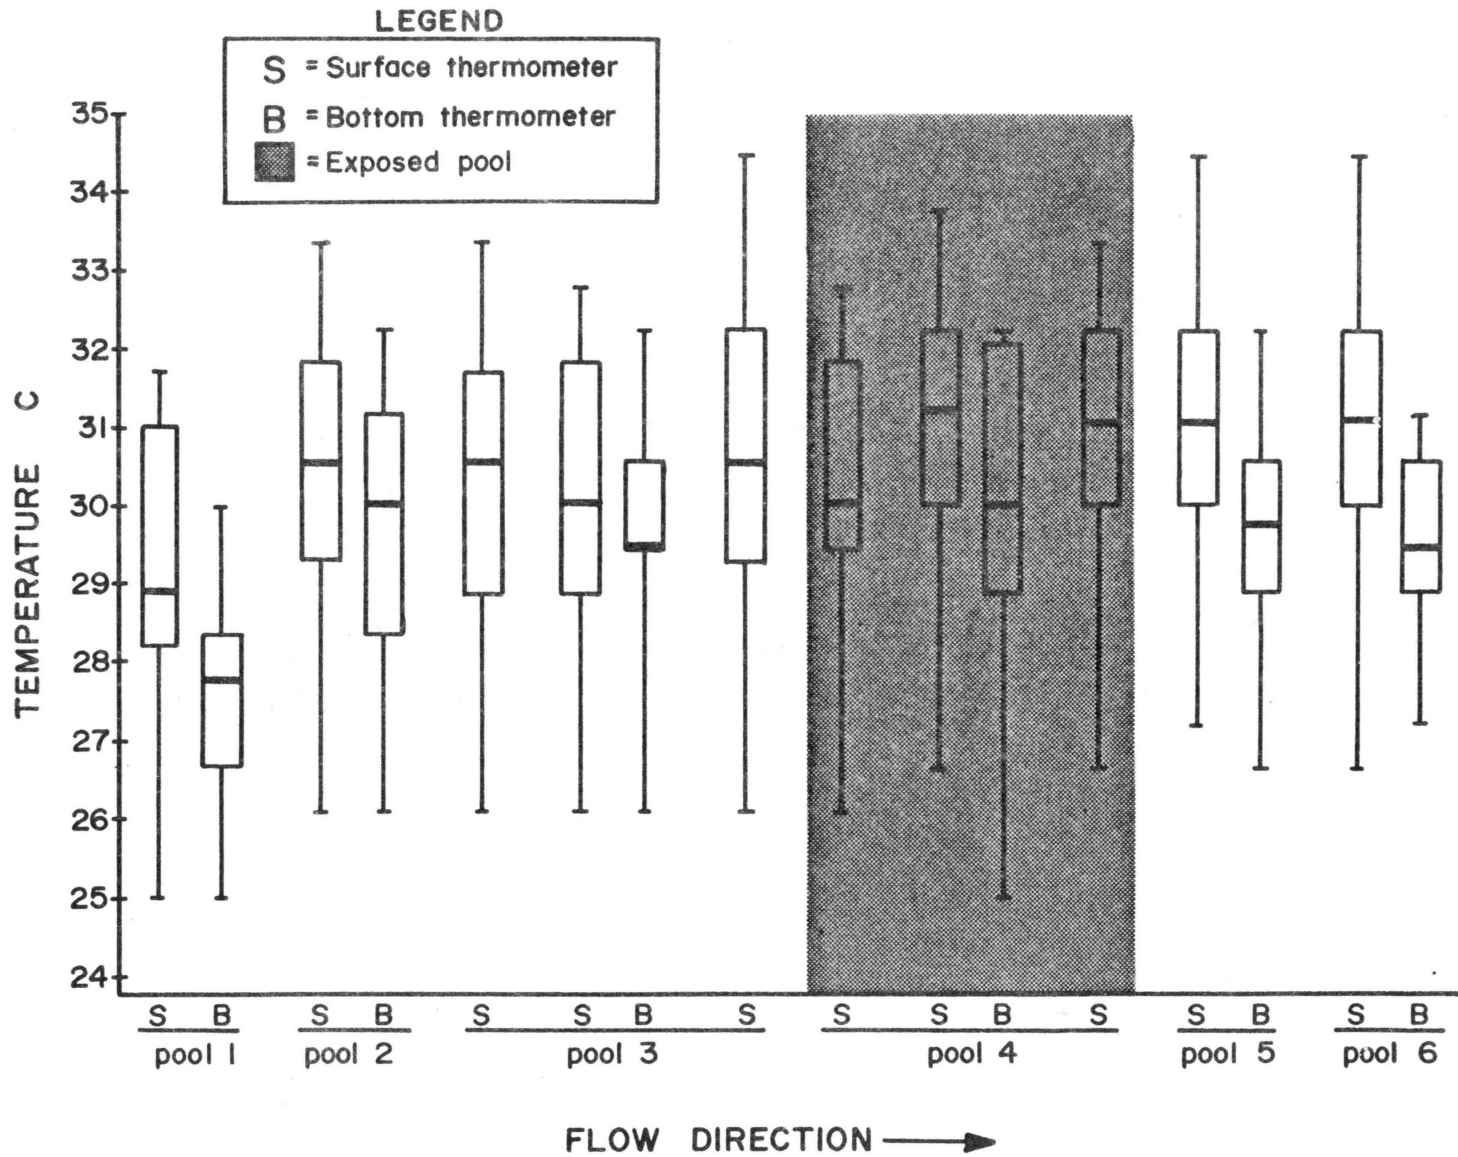 LEGEND
S = Surface thermometer
B = Bottom thermometer
= Exposed pool
35
34
33
32
31
30
29
28
27
26
25
24
TEMPERATURE C
S B S B S S B S S S B S S B S B
pool 1 pool 2 pool 3 pool 4 pool 5 pool 6
FLOW DIRECTION